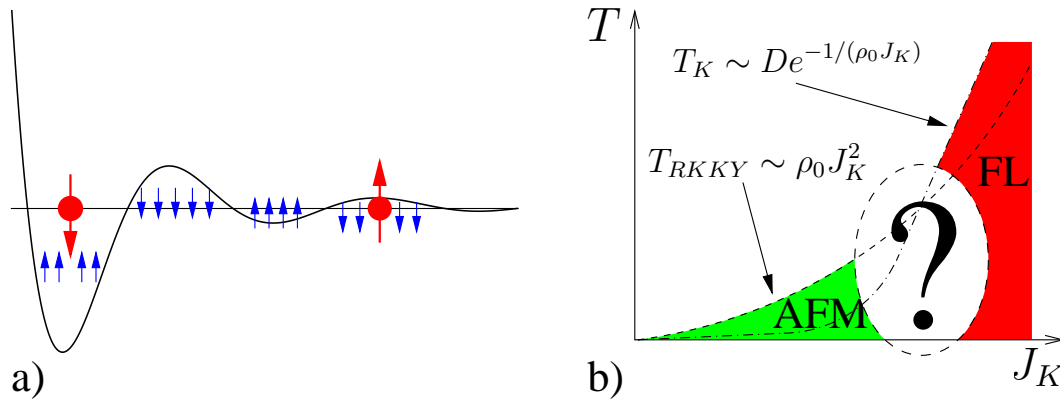 T
T_K ∼ De^{-1/(ρ_0 J_K)}
T_{RKKY} ∼ ρ_0 J_K^2
FL
?
AFM
J_K
a)
b)